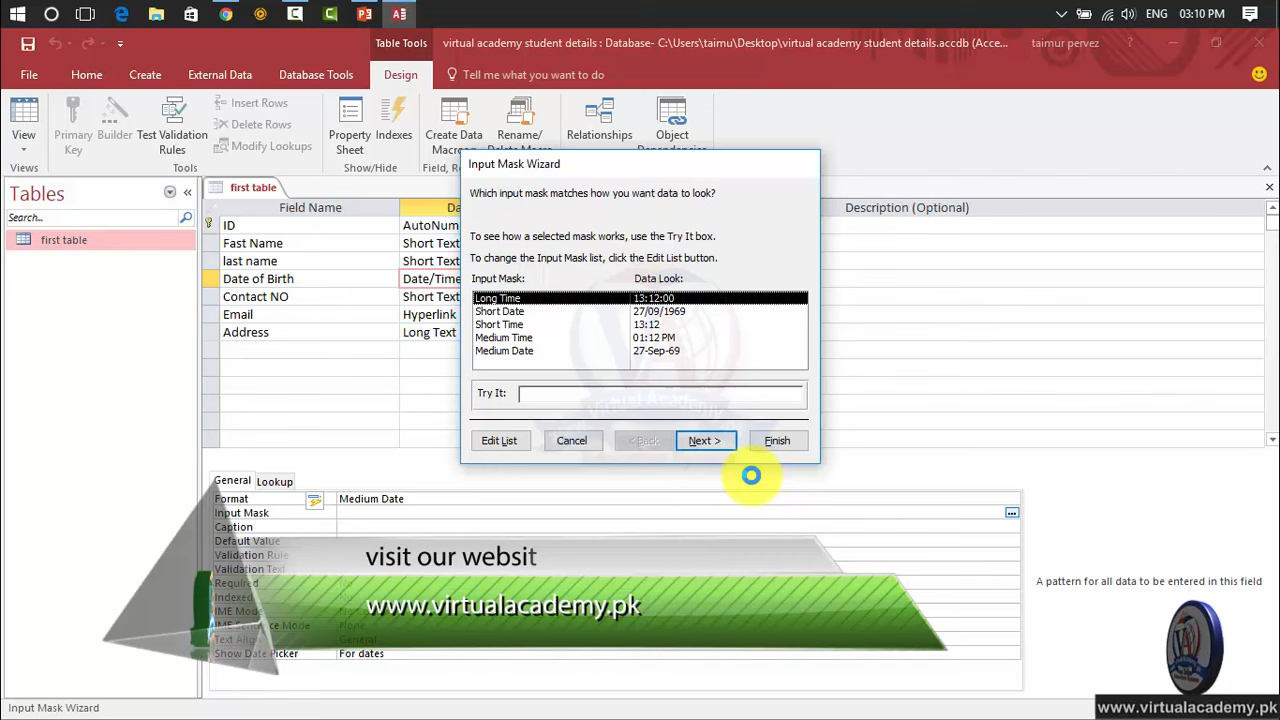 ENG 03:10 PM
Table Tools
virtual academy student details : Database- C:\Users\taimu\Desktop\virtual academy student details.accdb (Acce...
taimur pervez
?
File Home Create External Data Database Tools Design Tell me what you want to do
View
Primary Key
Builder
Test Validation Rules
Insert Rows
Delete Rows
Modify Lookups
Property Sheet
Indexes
Create Data
Rename/
Relationships
Object
Views
Tools
Show/Hide
Field, R
Tables
Search...
first table
first table
Field Name
Da
Description (Optional)
ID AutoNum
Fast Name Short Text
last name Short Text
Date of Birth Date/Time
Contact NO Short Text
Email Hyperlink
Address Long Text
Input Mask Wizard
Which input mask matches how you want data to look?
To see how a selected mask works, use the Try It box.
To change the Input Mask list, click the Edit List button.
Input Mask: Data Look:
Long Time 13:12:00
Short Date 27/09/1969
Short Time 13:12
Medium Time 01:12 PM
Medium Date 27-Sep-69
Try It:
Edit List Cancel < Back Next > Finish
Virtual Academy
General Lookup
Format Medium Date
Input Mask
Caption
Default Value
Validation Rule
Validation Text
Required
Indexed
IME Mode
IME Sentence Mode
Text Align General
Show Date Picker For dates
visit our websit
www.virtualacademy.pk
A pattern for all data to be entered in this field
Input Mask Wizard
www.virtualacademy.pk